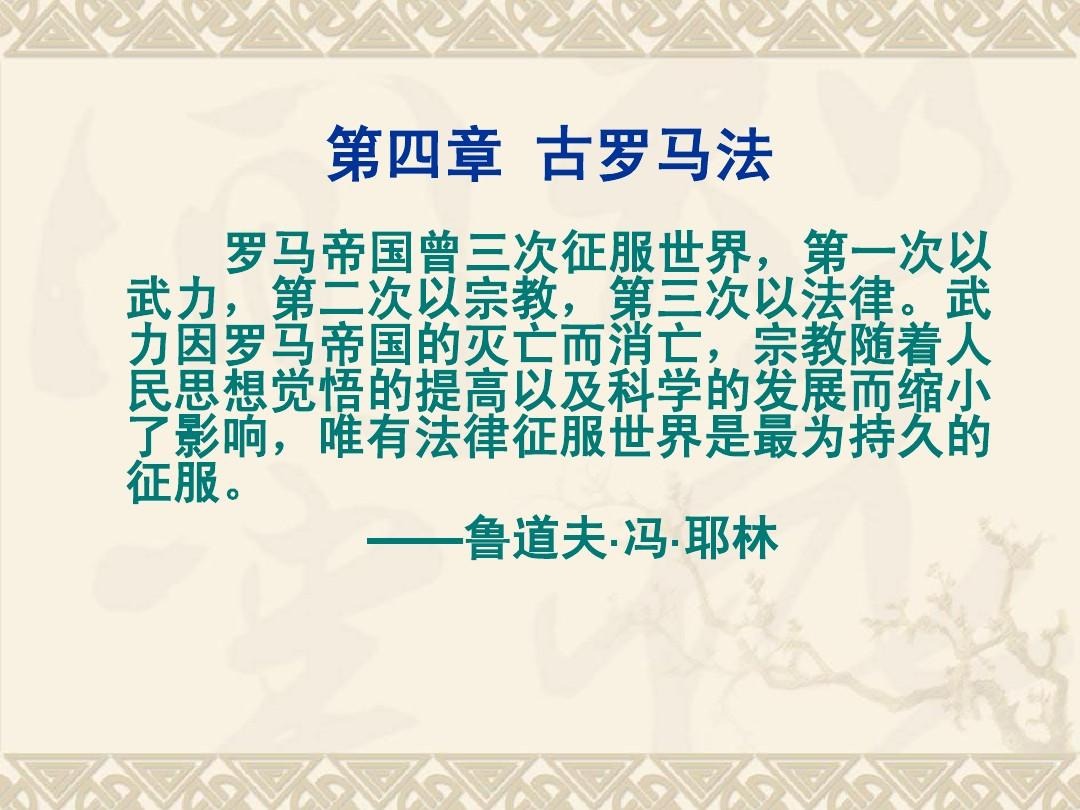 第四章 古罗马法
罗马帝国曾三次征服世界，第一次以
武力，第二次以宗教，第三次以法律。武
力因罗马帝国的灭亡而消亡，宗教随着人
民思想觉悟的提高以及科学的发展而缩小
了影响，唯有法律征服世界是最为持久的
征服。
——鲁道夫·冯·耶林